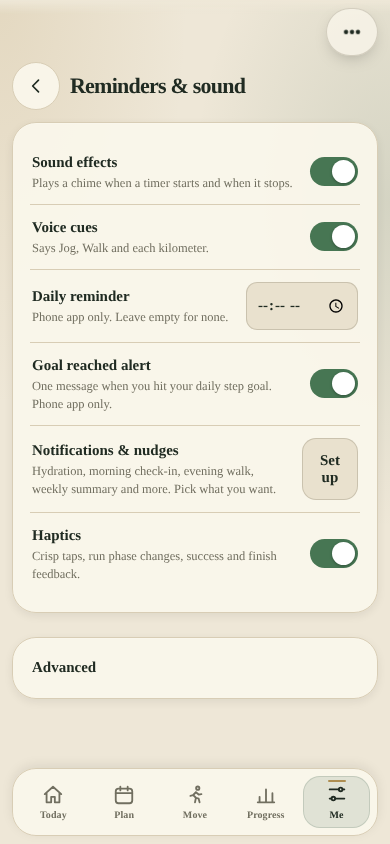 Reminders & sound
Sound effects
Plays a chime when a timer starts and when it stops.
Voice cues
Says Jog, Walk and each kilometer.
Daily reminder
Phone app only. Leave empty for none.
--:-- --
Goal reached alert
One message when you hit your daily step goal.
Phone app only.
Notifications & nudges
Hydration, morning check-in, evening walk,
weekly summary and more. Pick what you want.
Set
up
Haptics
Crisp taps, run phase changes, success and finish
feedback.
Advanced
Today Plan Move Progress Me